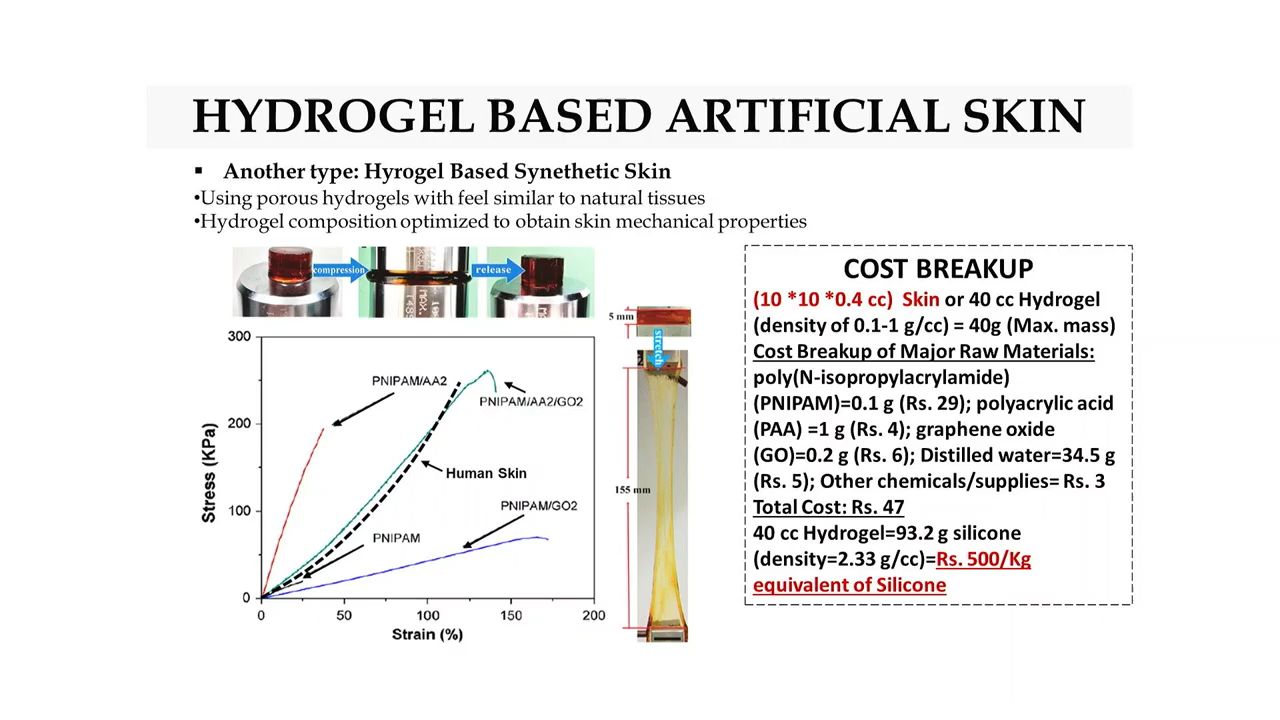 HYDROGEL BASED ARTIFICIAL SKIN
▪ Another type: Hyrogel Based Synethetic Skin
•Using porous hydrogels with feel similar to natural tissues
•Hydrogel composition optimized to obtain skin mechanical properties
compression
release
5 mm
stretch
155 mm
300
200
100
0
0
50
100
150
200
Stress (KPa)
Strain (%)
PNIPAM/AA2
PNIPAM/AA2/GO2
Human Skin
PNIPAM/GO2
PNIPAM
COST BREAKUP
(10 *10 *0.4 cc) Skin or 40 cc Hydrogel
(density of 0.1-1 g/cc) = 40g (Max. mass)
Cost Breakup of Major Raw Materials:
poly(N-isopropylacrylamide)
(PNIPAM)=0.1 g (Rs. 29); polyacrylic acid
(PAA) =1 g (Rs. 4); graphene oxide
(GO)=0.2 g (Rs. 6); Distilled water=34.5 g
(Rs. 5); Other chemicals/supplies= Rs. 3
Total Cost: Rs. 47
40 cc Hydrogel=93.2 g silicone
(density=2.33 g/cc)=Rs. 500/Kg
equivalent of Silicone